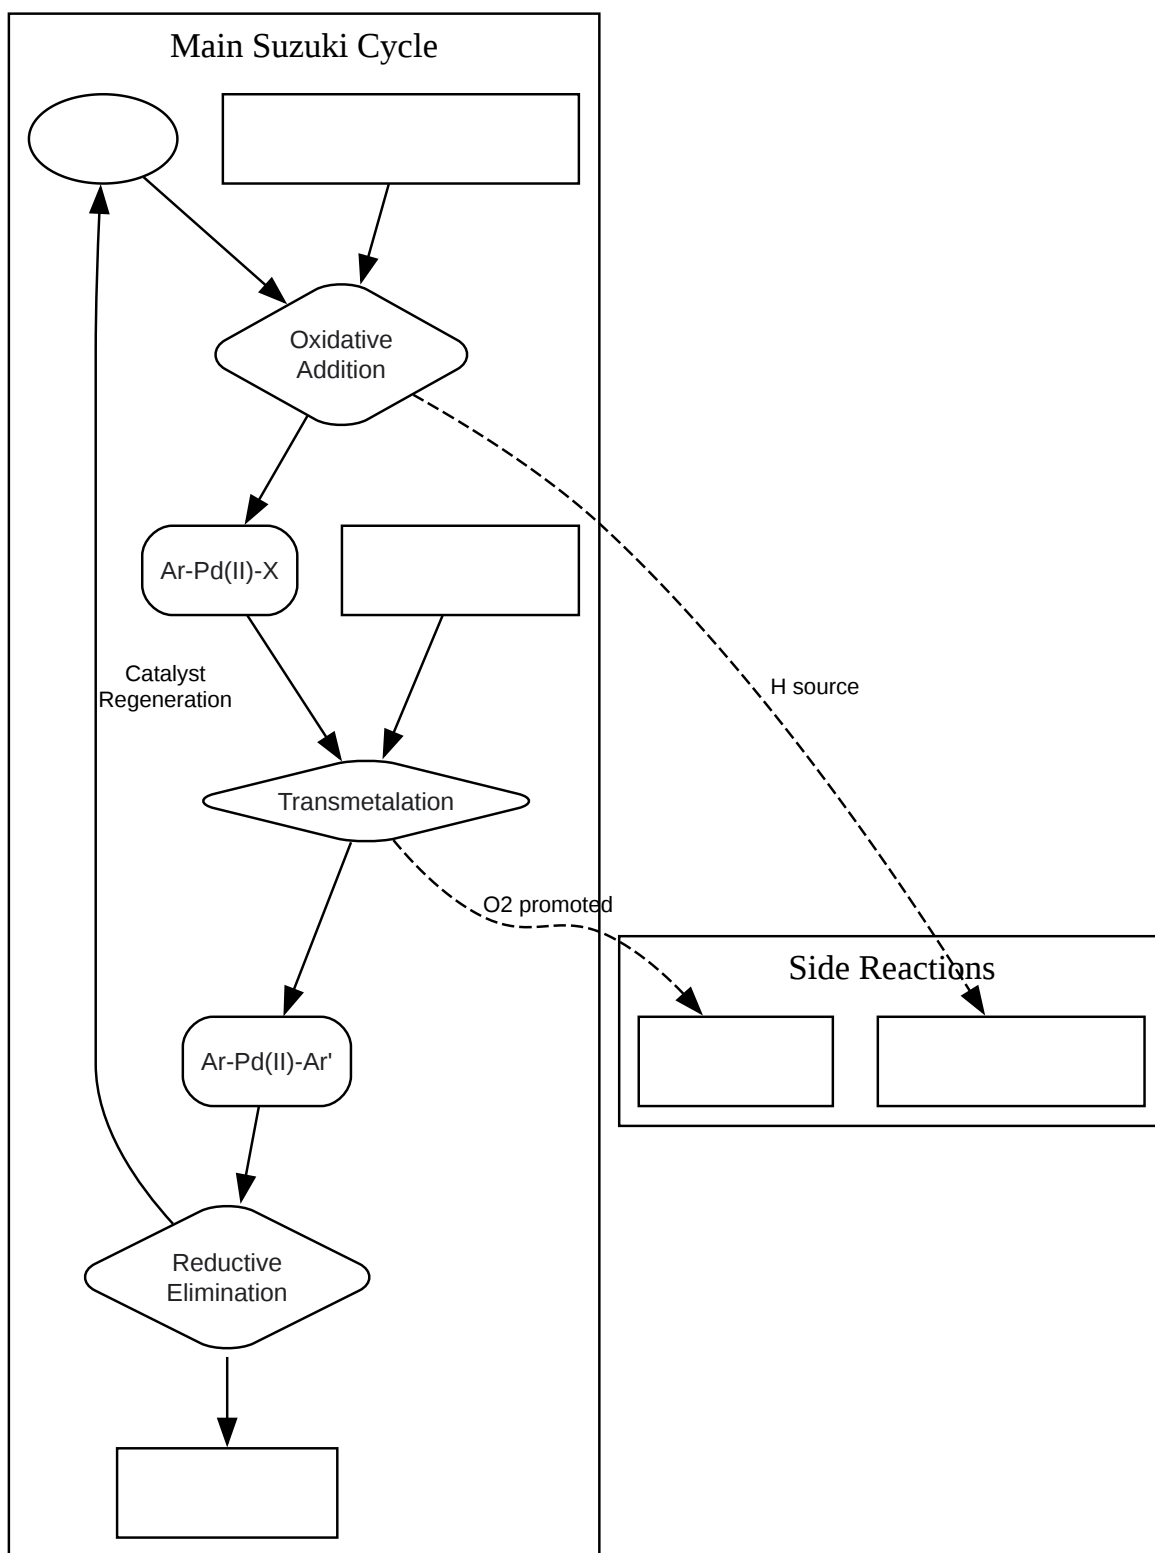 Main Suzuki Cycle
Oxidative
Addition
Ar-Pd(II)-X
Catalyst
Regeneration
H source
Transmetalation
O2 promoted
Side Reactions
Ar-Pd(II)-Ar'
Reductive
Elimination